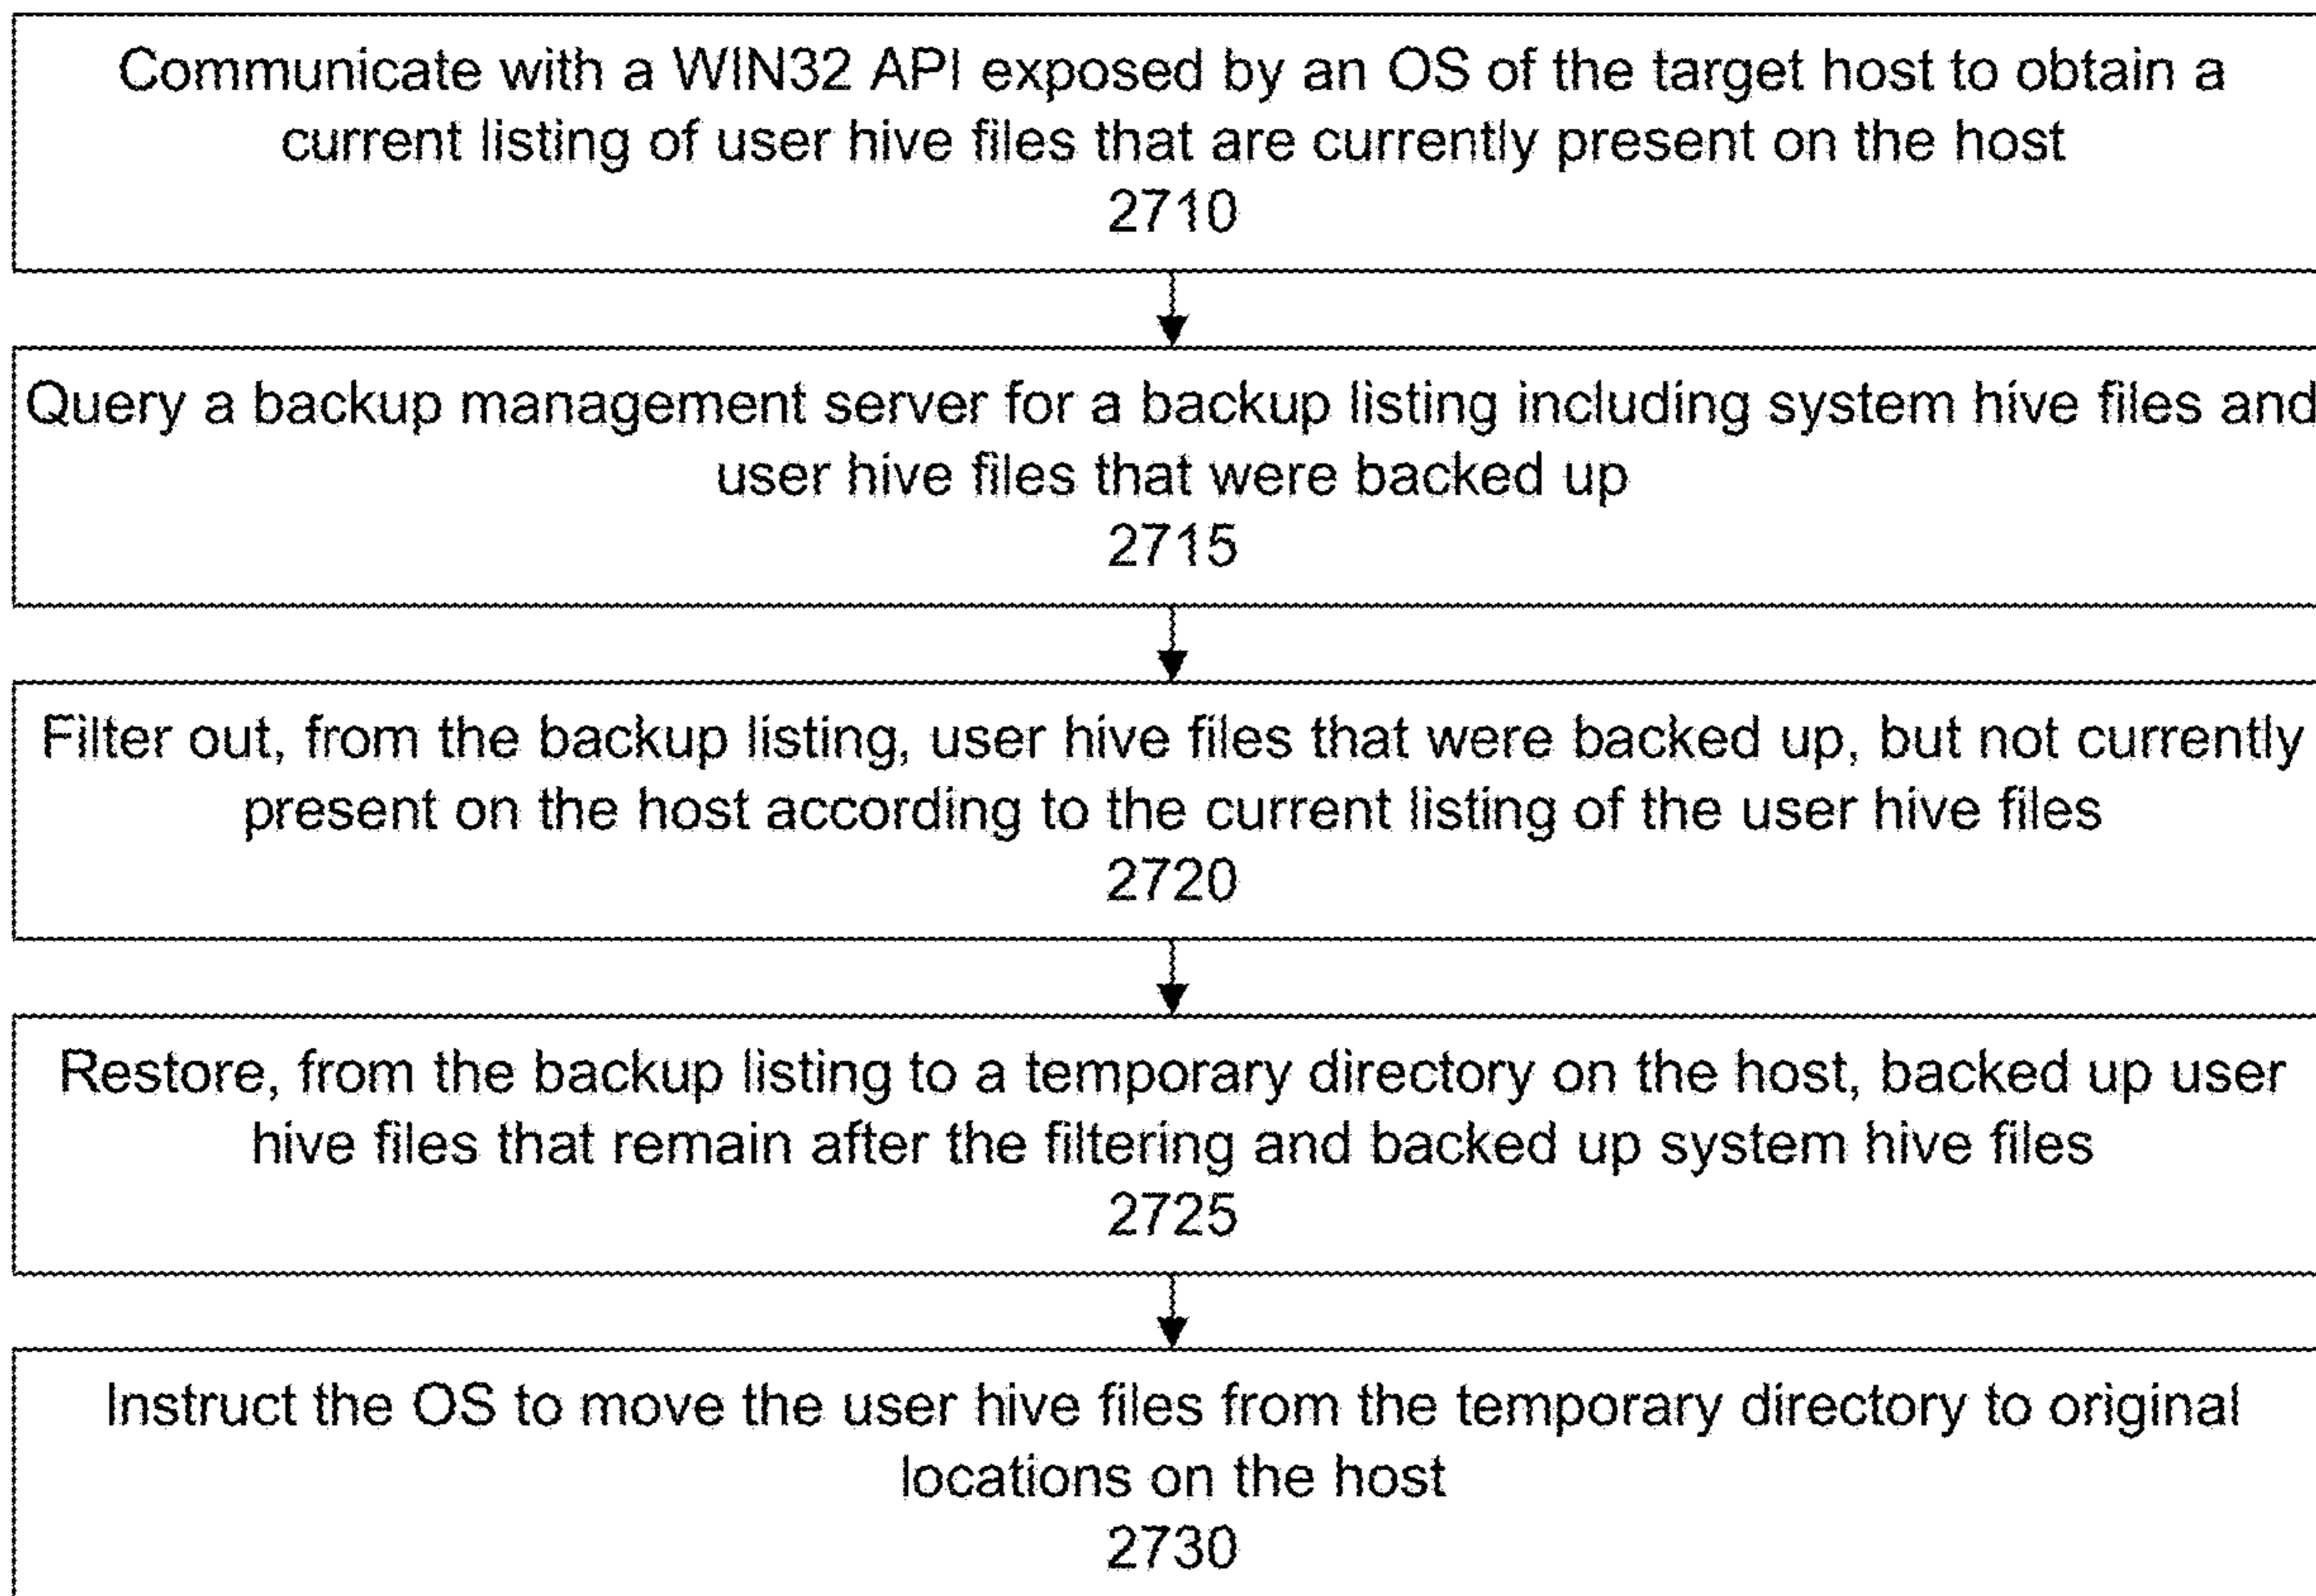 Communicate with a WIN32 API exposed by an OS of the target host to obtain a
current listing of user hive files that are currently present on the host
2710
Query a backup management server for a backup listing including system hive files and
user hive files that were backed up
2715
Filter out, from the backup listing, user hive files that were backed up, but not currently
present on the host according to the current listing of the user hive files
2720
Restore, from the backup listing to a temporary directory on the host, backed up user
hive files that remain after the filtering and backed up system hive files
2725
Instruct the OS to move the user hive files from the temporary directory to original
locations on the host
2730